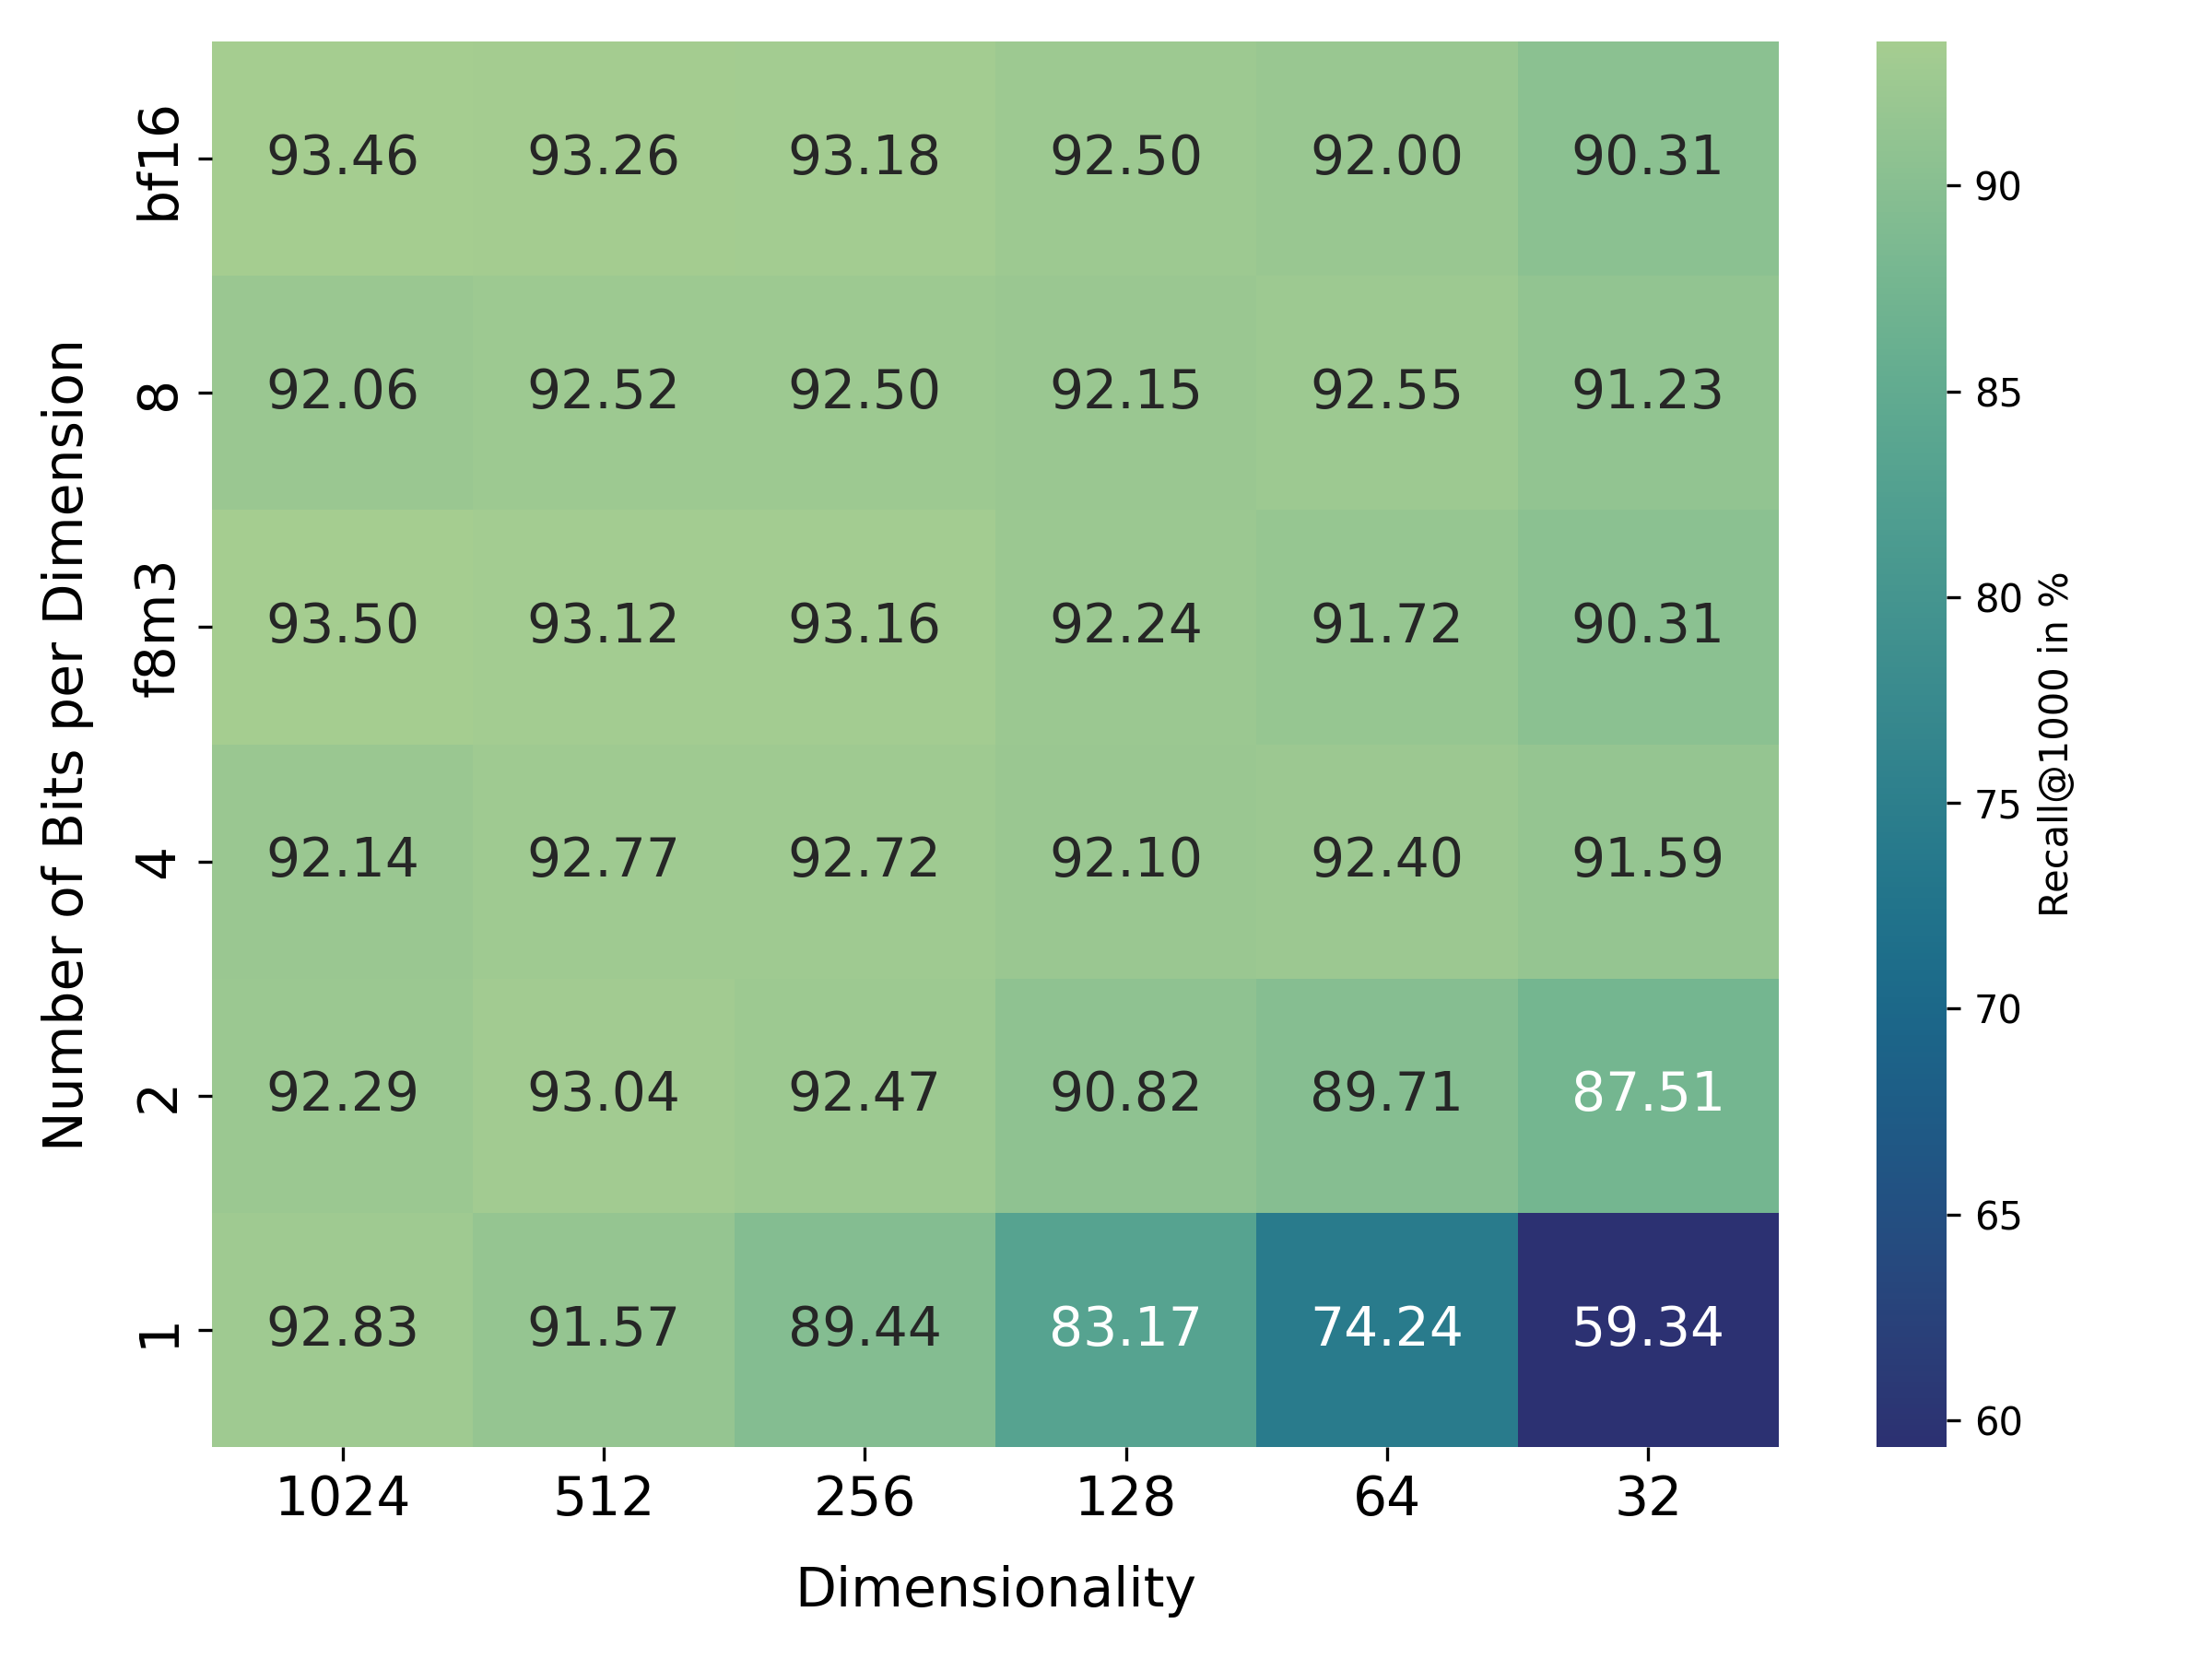 Number of Bits per Dimension
bf16 93.46 93.26 93.18 92.50 92.00 90.31
8 92.06 92.52 92.50 92.15 92.55 91.23
f8m3 93.50 93.12 93.16 92.24 91.72 90.31
4 92.14 92.77 92.72 92.10 92.40 91.59
2 92.29 93.04 92.47 90.82 89.71 87.51
1 92.83 91.57 89.44 83.17 74.24 59.34
1024 512 256 128 64 32
Dimensionality
90
85
80
75
70
65
60
Recall@1000 in %